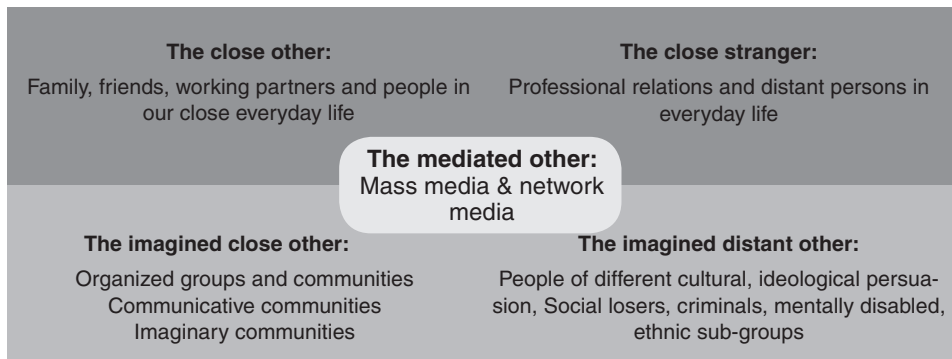 The close other:
Family, friends, working partners and people in
our close everyday life
The close stranger:
Professional relations and distant persons in
everyday life
The mediated other:
Mass media & network
media
The imagined close other:
Organized groups and communities
Communicative communities
Imaginary communities
The imagined distant other:
People of different cultural, ideological persua-
sion, Social losers, criminals, mentally disabled,
ethnic sub-groups